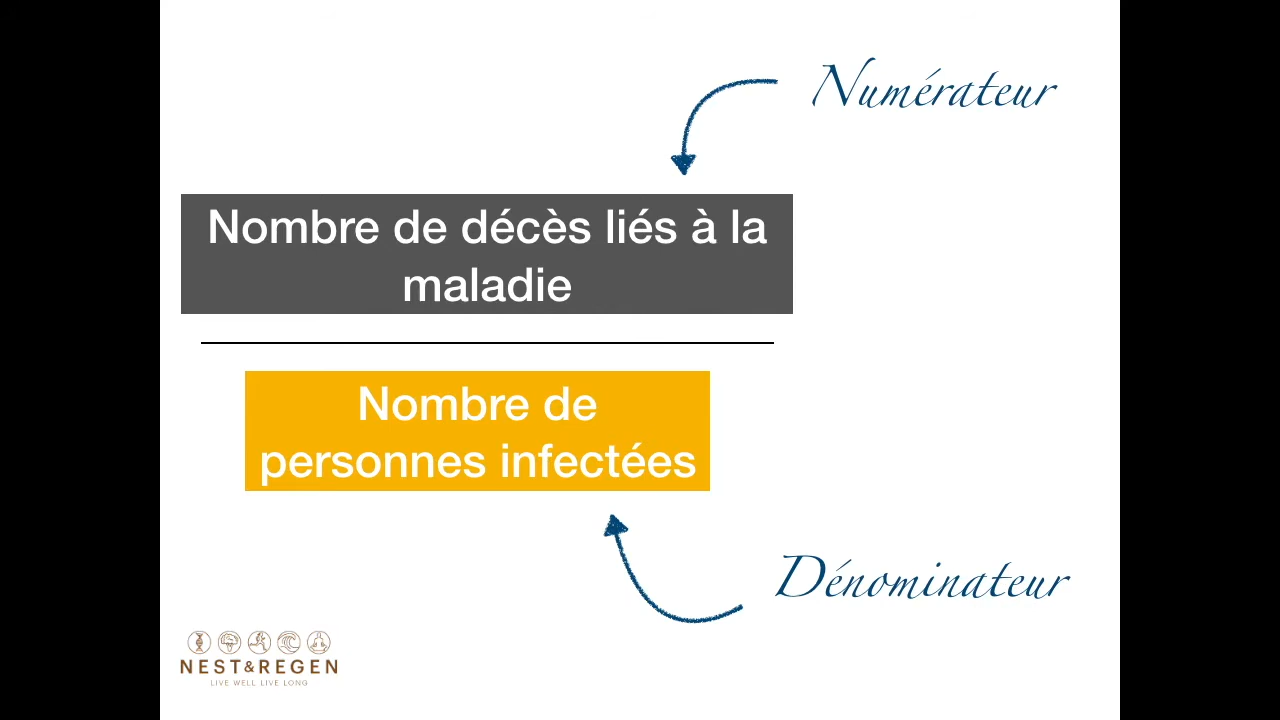 Numérateur
Nombre de décès liés à la
maladie
Nombre de
personnes infectées
Dénominateur
NEST&REGEN
LIVE WELL LIVE LONG